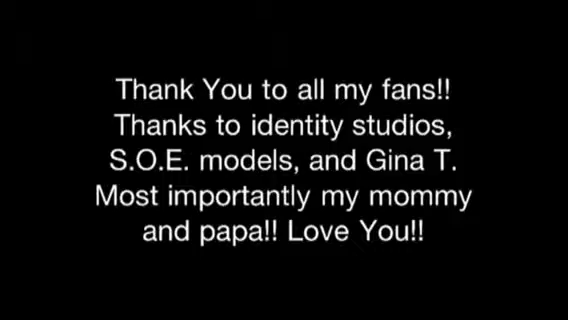 Thank You to all my fans!!
Thanks to identity studios,
S.O.E. models, and Gina T.
Most importantly my mommy
and papa!! Love You!!